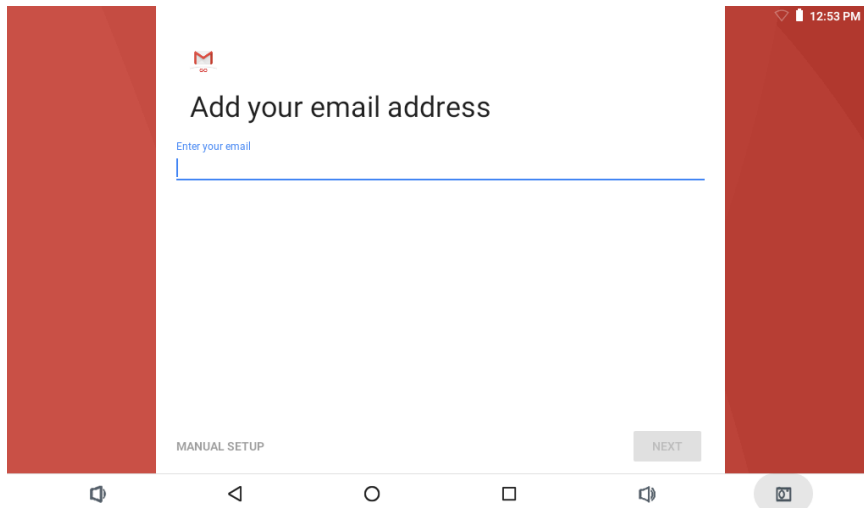 12:53 PM
Add your email address
Enter your email
MANUAL SETUP
NEXT